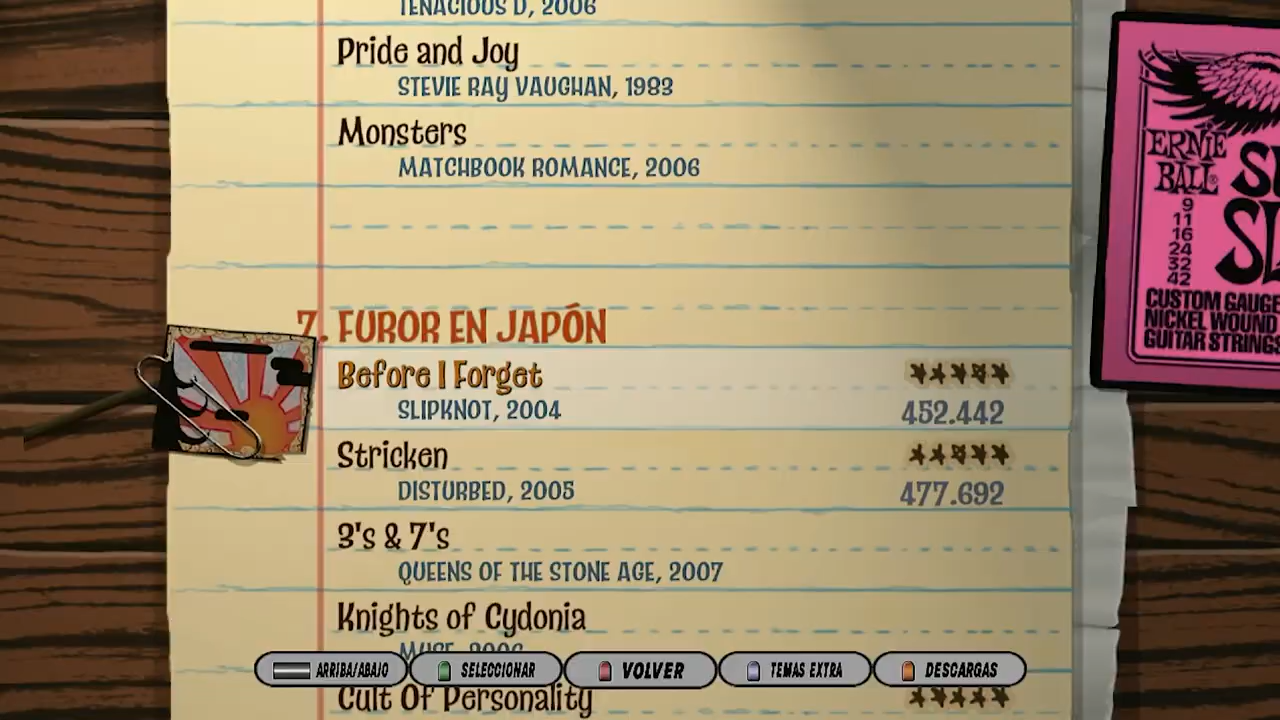 TENACIOUS D, 2006
Pride and Joy
STEVIE RAY VAUGHAN, 1983
Monsters
MATCHBOOK ROMANCE, 2006
7. FUROR EN JAPÓN
Before I Forget
SLIPKNOT, 2004
452.442
Stricken
DISTURBED, 2005
477.692
3's & 7's
QUEENS OF THE STONE AGE, 2007
Knights of Cydonia
MUSE, 2006
Cult Of Personality
ARRIBA/ABAJO
SELECCIONAR
VOLVER
TEMAS EXTRA
DESCARGAS
ERNIE
BALL®
9
11
16
24
32
42
CUSTOM GAUGE
NICKEL WOUND
GUITAR STRINGS